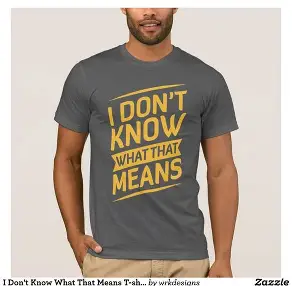 I DON'T
KNOW
WHAT THAT
MEANS
I Don't Know What That Means T-sh... by wrkdesigns
Zazzle